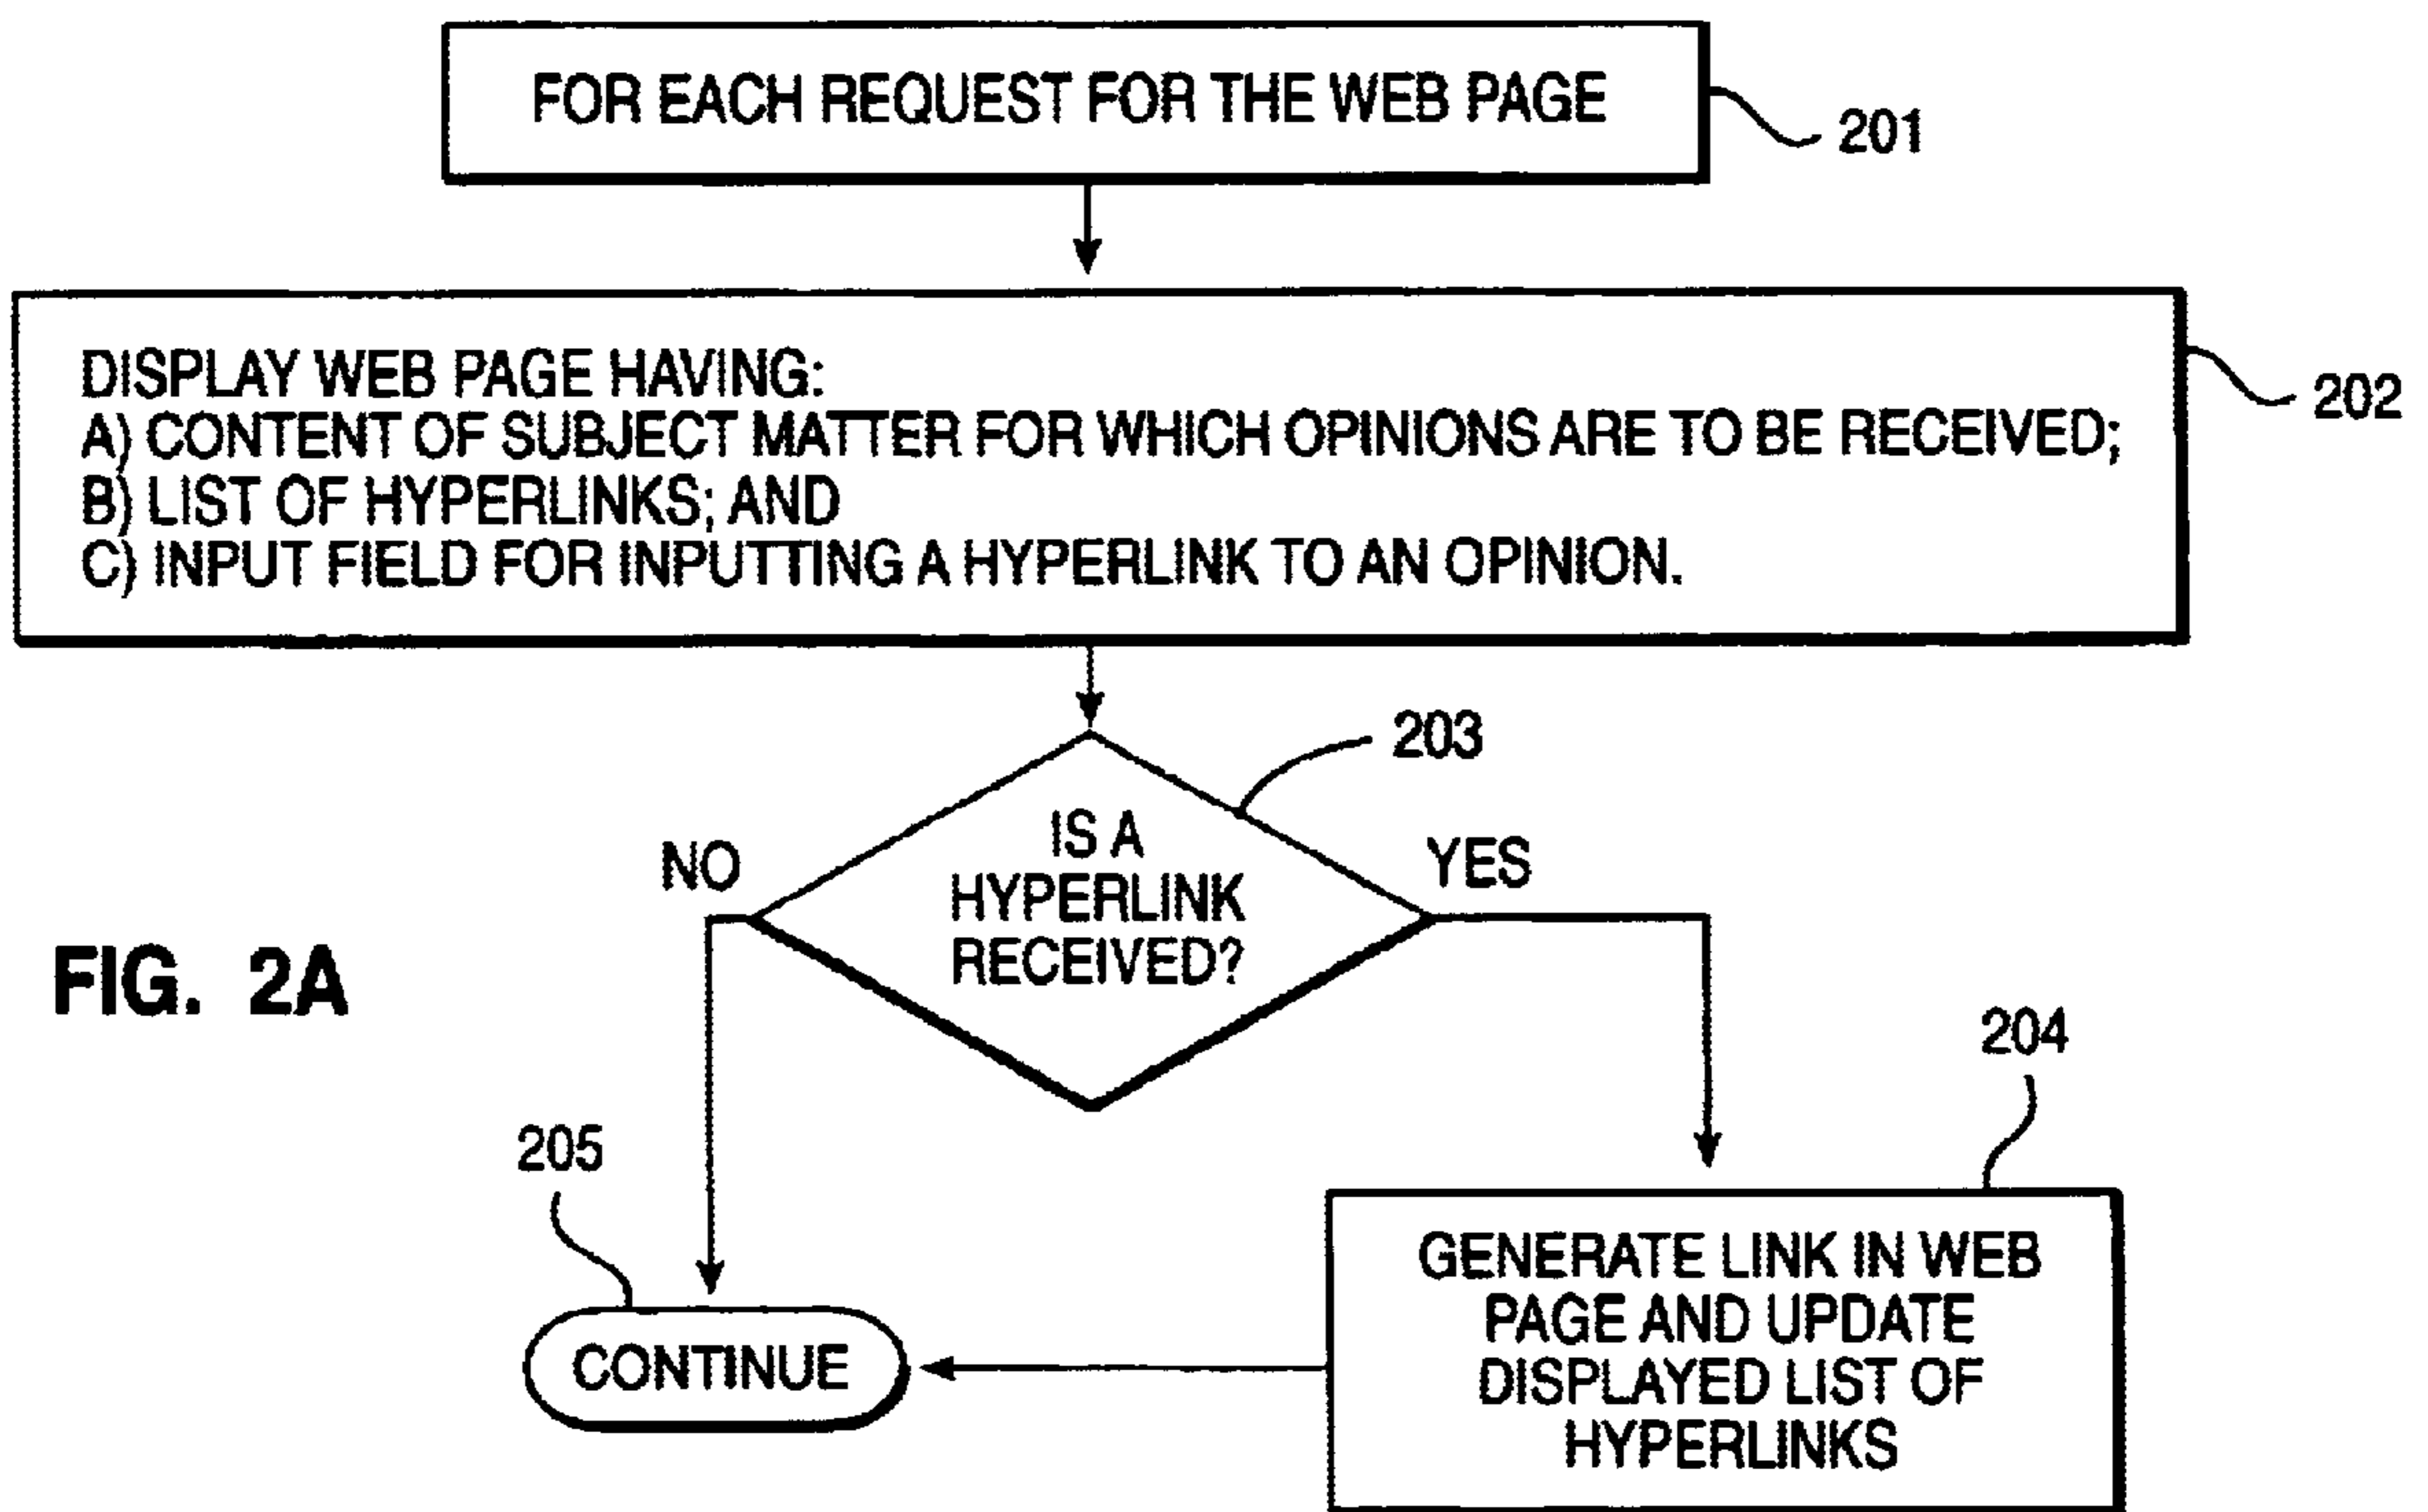 FOR EACH REQUEST FOR THE WEB PAGE
201
DISPLAY WEB PAGE HAVING:
A) CONTENT OF SUBJECT MATTER FOR WHICH OPINIONS ARE TO BE RECEIVED;
B) LIST OF HYPERLINKS; AND
C) INPUT FIELD FOR INPUTTING A HYPERLINK TO AN OPINION.
202
203
IS A
HYPERLINK
RECEIVED?
NO
YES
FIG. 2A
204
205
GENERATE LINK IN WEB
PAGE AND UPDATE
DISPLAYED LIST OF
HYPERLINKS
CONTINUE